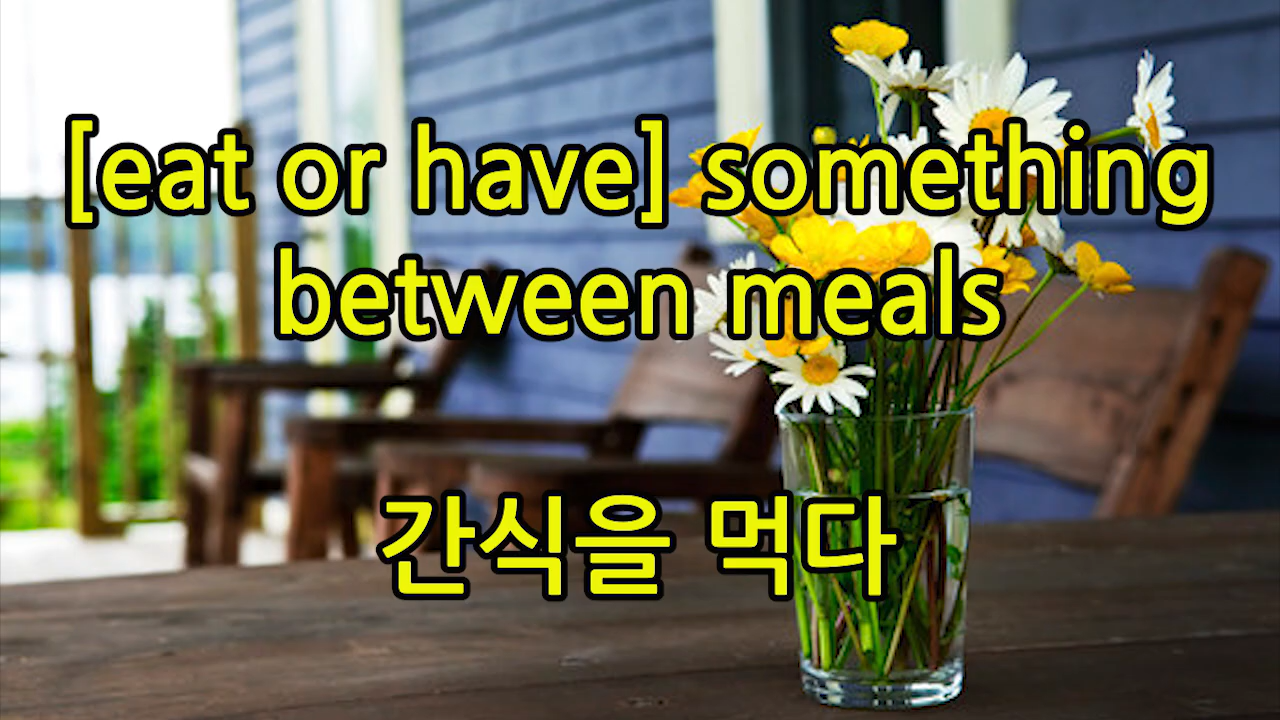 [eat or have] something
between meals
간식을 먹다